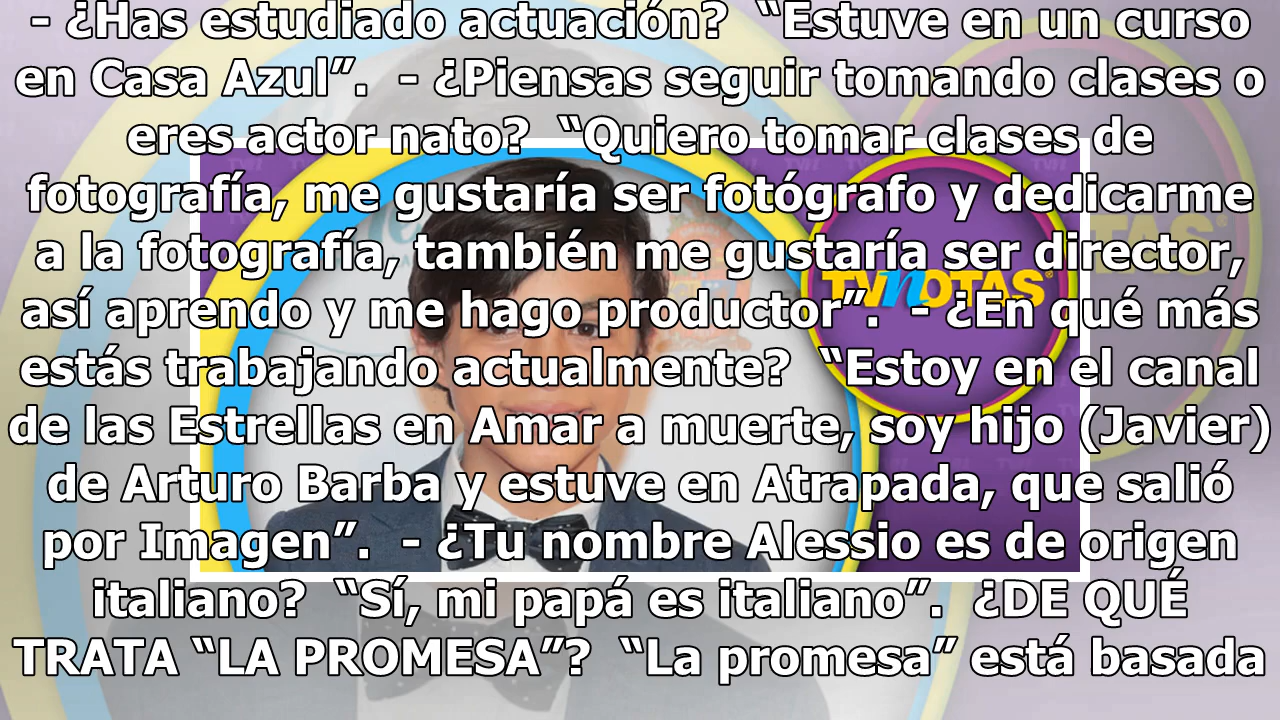 - ¿Has estudiado actuación?  “Estuve en un curso
en Casa Azul”.  - ¿Piensas seguir tomando clases o
eres actor nato?  “Quiero tomar clases de
fotografía, me gustaría ser fotógrafo y dedicarme
a la fotografía, también me gustaría ser director,
así aprendo y me hago productor”.  - ¿En qué más
estás trabajando actualmente?  “Estoy en el canal
de las Estrellas en Amar a muerte, soy hijo (Javier)
de Arturo Barba y estuve en Atrapada, que salió
por Imagen”.  - ¿Tu nombre Alessio es de origen
italiano?  “Sí, mi papá es italiano”.  ¿DE QUÉ
TRATA “LA PROMESA”?  “La promesa” está basada
TVnOTAS